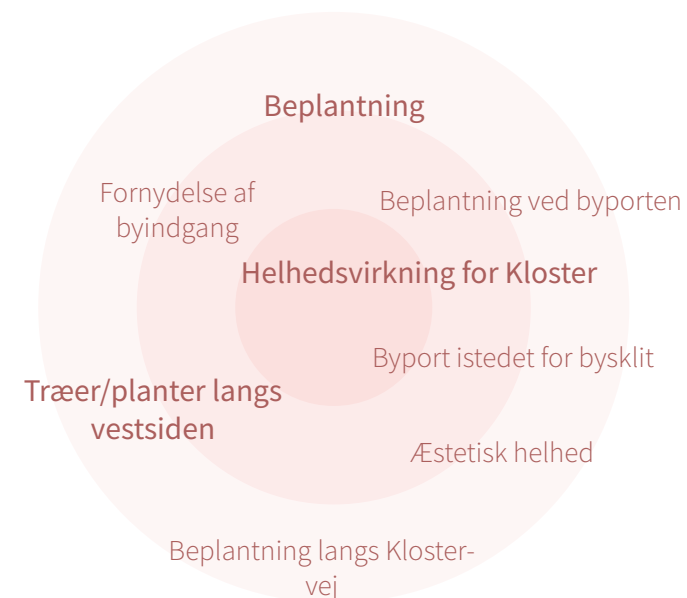 Beplantning
Fornydelse af
byindgang
Beplantning ved byporten
Helhedsvirkning for Kloster
Byport istedet for bysklit
Træer/planter langs
vestsiden
Æstetisk helhed
Beplantning langs Kloster-
vej